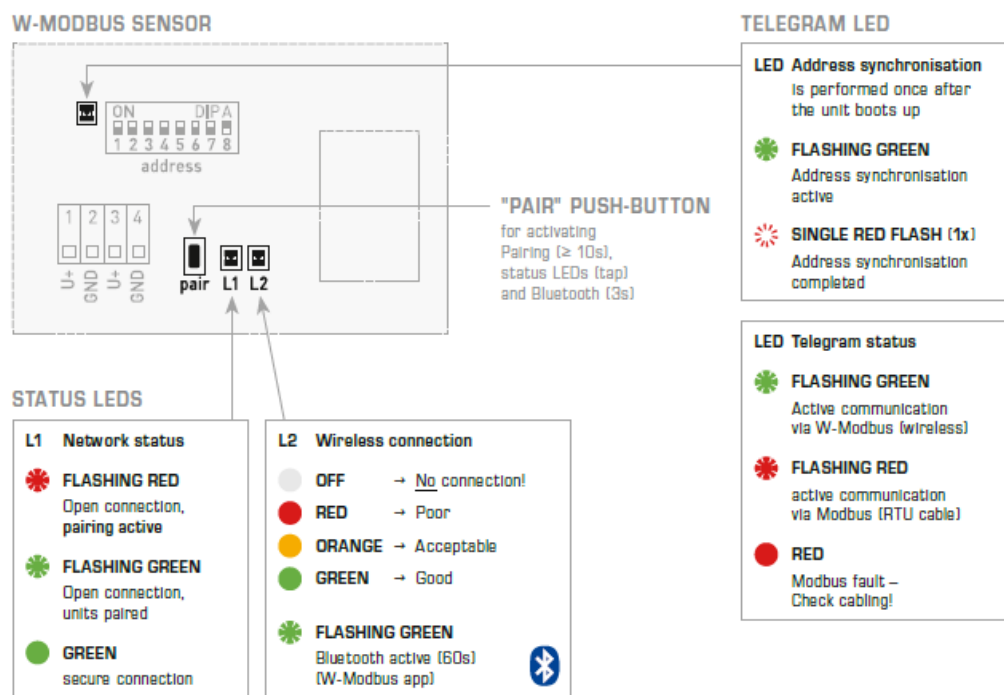 W-MODBUS SENSOR
ON DIP A
1 2 3 4 5 6 7 8
address
1 2 3 4
U+ GND U+ GND
pair L1 L2
"PAIR" PUSH-BUTTON
for activating
Pairing (≥ 10s),
status LEDs (tap)
and Bluetooth (3s)
TELEGRAM LED
LED Address synchronisation
is performed once after
the unit boots up
FLASHING GREEN
Address synchronisation
active
SINGLE RED FLASH (1x)
Address synchronisation
completed
LED Telegram status
FLASHING GREEN
Active communication
via W-Modbus (wireless)
FLASHING RED
active communication
via Modbus (RTU cable)
RED
Modbus fault –
Check cabling!
STATUS LEDS
L1 Network status
FLASHING RED
Open connection,
pairing active
FLASHING GREEN
Open connection,
units paired
GREEN
secure connection
L2 Wireless connection
OFF → No connection!
RED → Poor
ORANGE → Acceptable
GREEN → Good
FLASHING GREEN
Bluetooth active (60s)
(W-Modbus app)